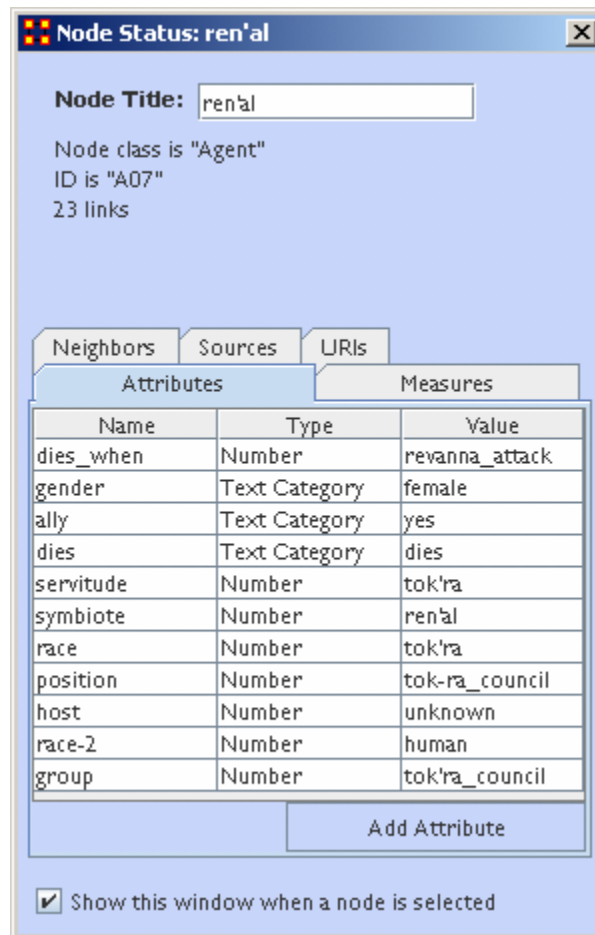 Node Status: ren'al
Node Title: ren'al
Node class is "Agent"
ID is "A07"
23 links
Neighbors Sources URIs
Attributes Measures
Name Type Value
dies_when Number revanna_attack
gender Text Category female
ally Text Category yes
dies Text Category dies
servitude Number tok'ra
symbiote Number ren'al
race Number tok'ra
position Number tok-ra_council
host Number unknown
race-2 Number human
group Number tok'ra_council
Add Attribute
Show this window when a node is selected